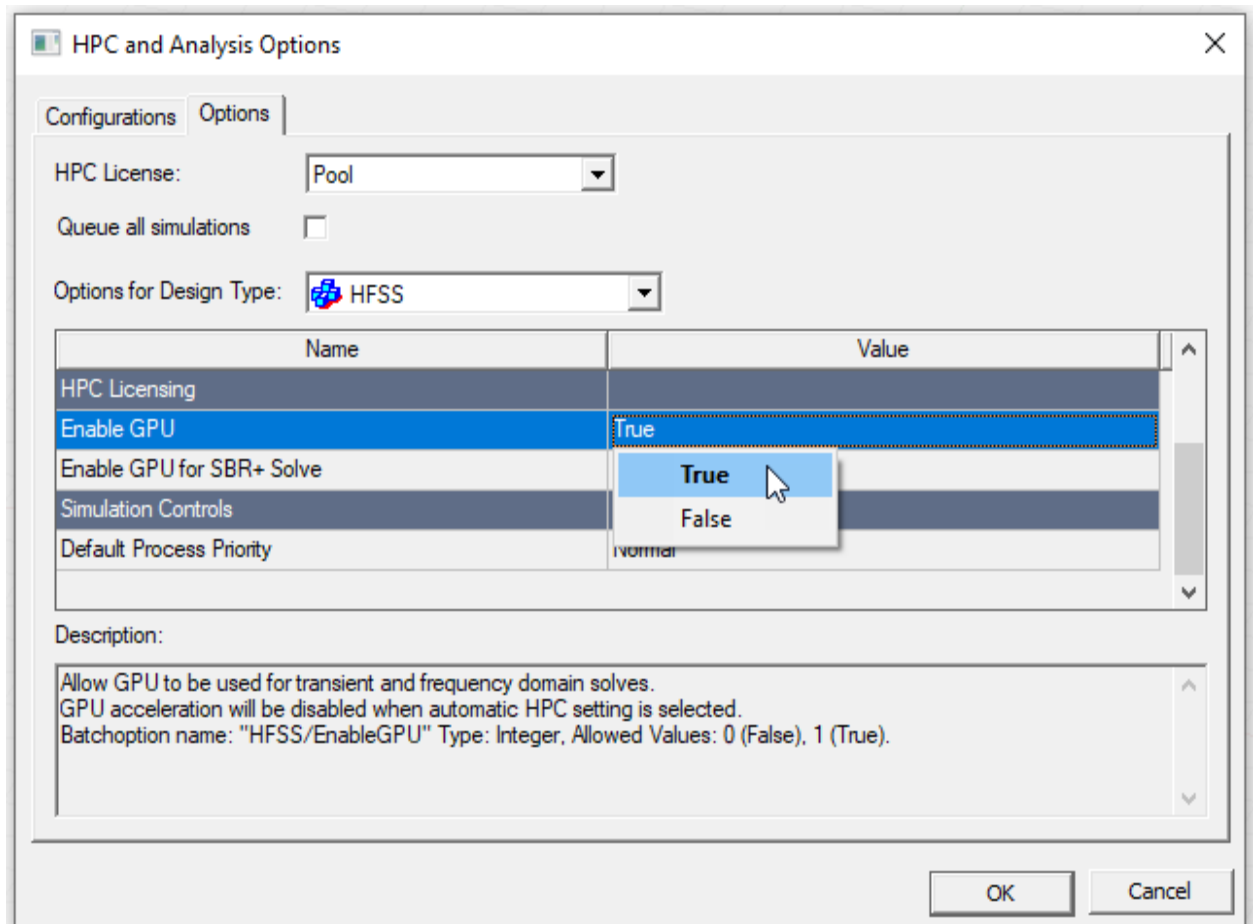 HPC and Analysis Options
Configurations Options
HPC License: Pool
Queue all simulations
Options for Design Type: HFSS
Name Value
HPC Licensing
Enable GPU True
True
Enable GPU for SBR+ Solve
Simulation Controls
False
Default Process Priority Normal
Description:
Allow GPU to be used for transient and frequency domain solves.
GPU acceleration will be disabled when automatic HPC setting is selected.
Batchoption name: "HFSS/EnableGPU" Type: Integer, Allowed Values: 0 (False), 1 (True).
OK Cancel